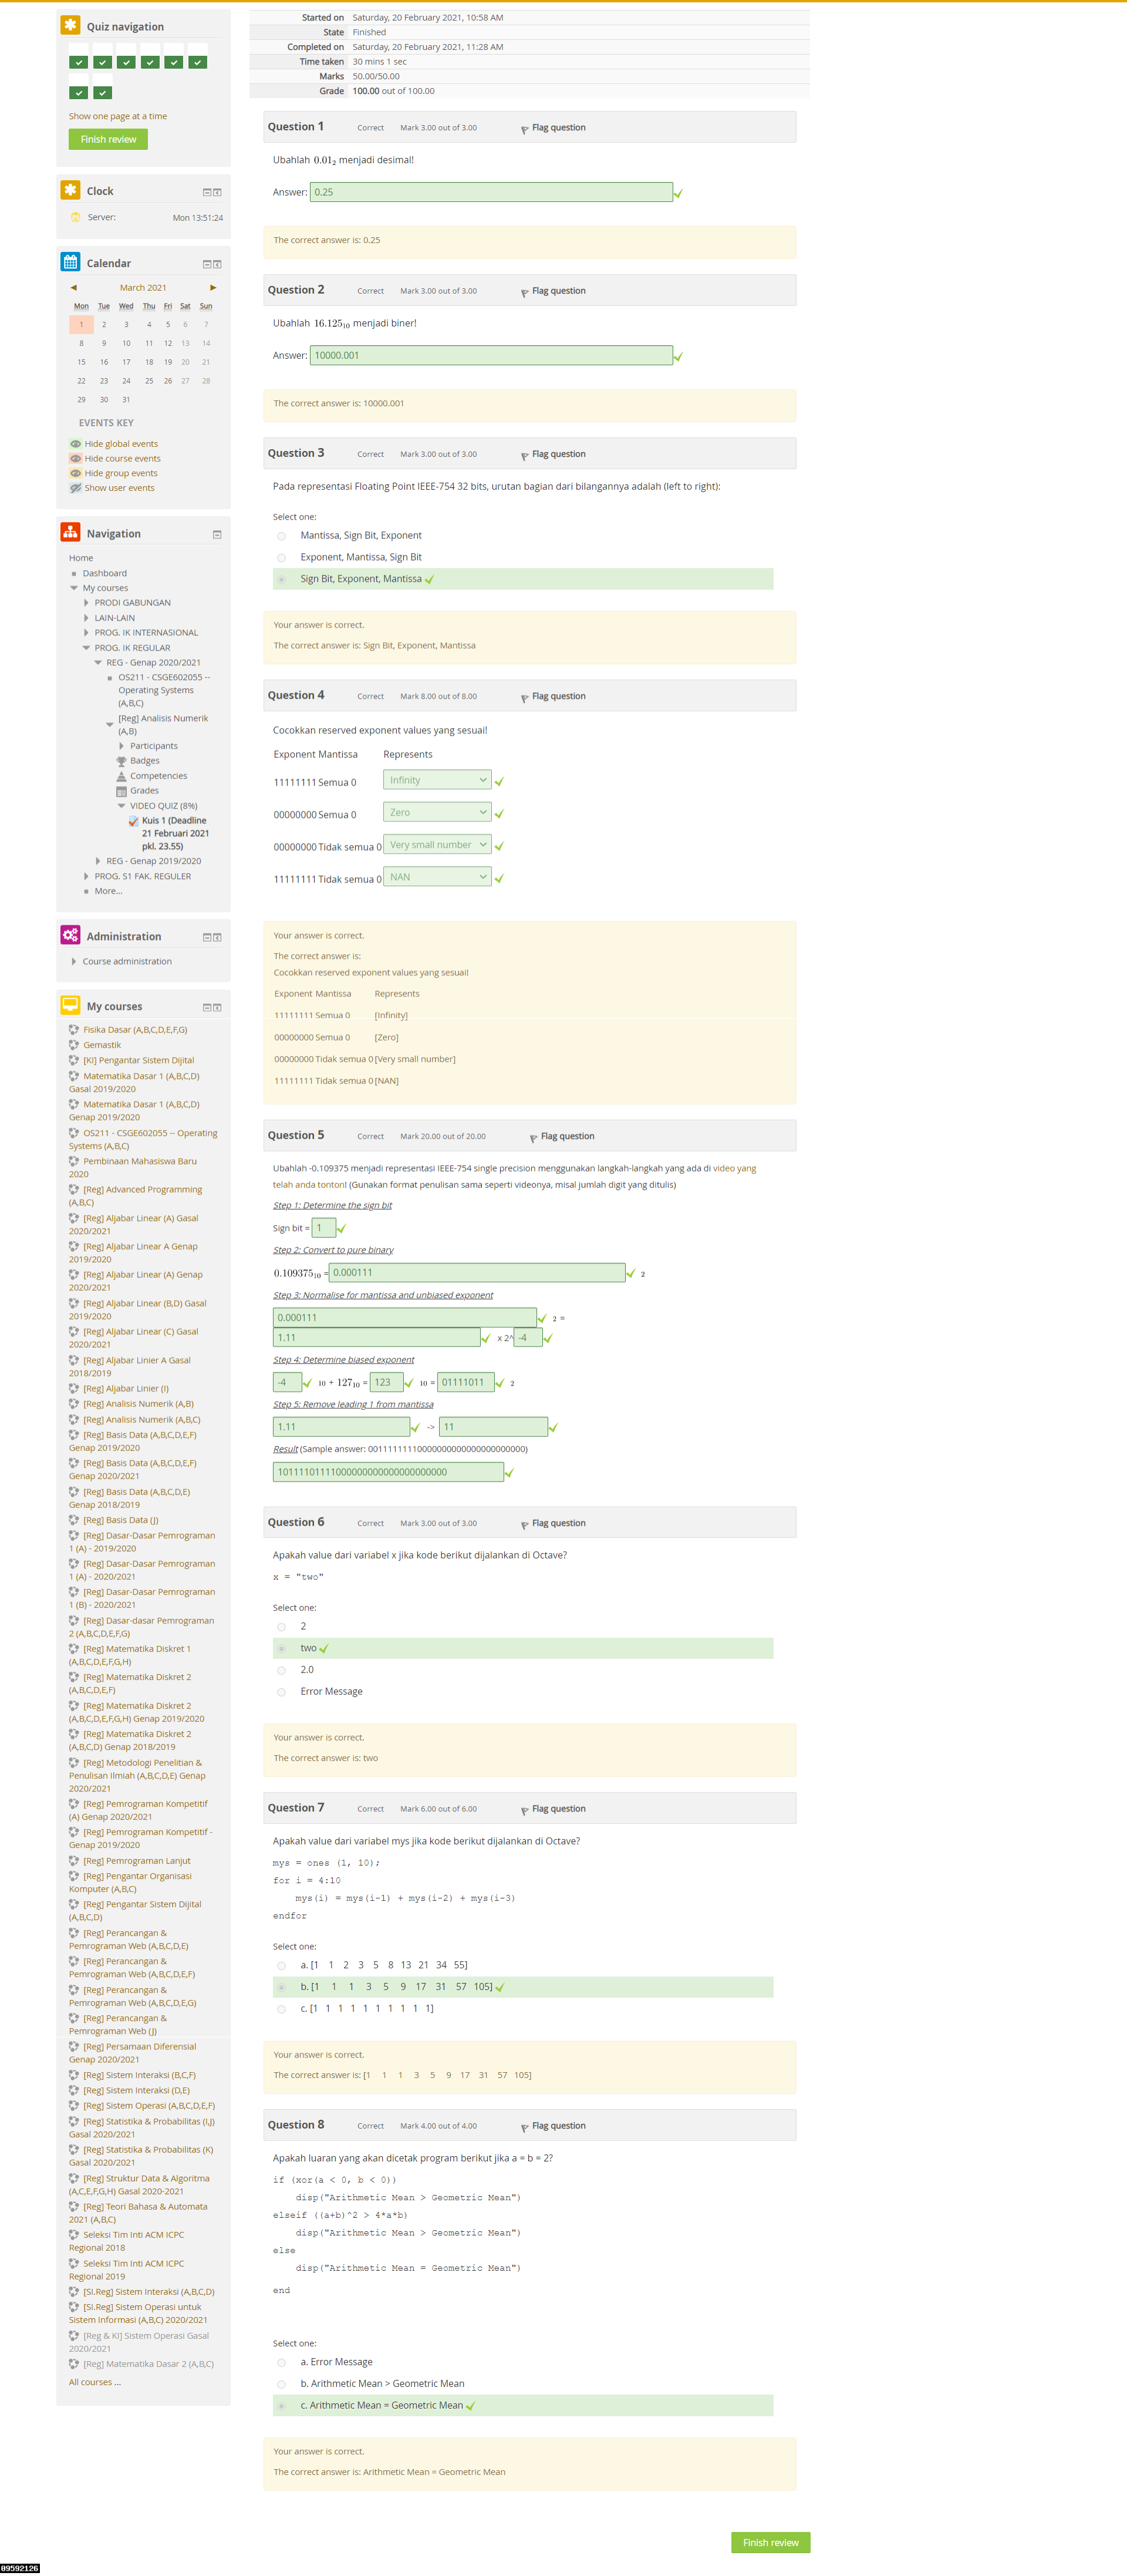 Quiz navigation
Show one page at a time
Finish review
Clock
Server: Mon 13:51:24
Calendar
◄ March 2021 ►
Mon Tue Wed Thu Fri Sat Sun
1 2 3 4 5 6 7
8 9 10 11 12 13 14
15 16 17 18 19 20 21
22 23 24 25 26 27 28
29 30 31
EVENTS KEY
Hide global events
Hide course events
Hide group events
Show user events
Navigation
Home
Dashboard
My courses
PRODI GABUNGAN
LAIN-LAIN
PROG. IK INTERNASIONAL
PROG. IK REGULAR
REG - Genap 2020/2021
OS211 - CSGE602055 --
Operating Systems
(A,B,C)
[Reg] Analisis Numerik
(A,B)
Participants
Badges
Competencies
Grades
VIDEO QUIZ (8%)
Kuis 1 (Deadline
21 Februari 2021
pkl. 23.55)
REG - Genap 2019/2020
PROG. S1 FAK. REGULER
More...
Administration
Course administration
My courses
Fisika Dasar (A,B,C,D,E,F,G)
Gemastik
[KI] Pengantar Sistem Dijital
Matematika Dasar 1 (A,B,C,D)
Gasal 2019/2020
Matematika Dasar 1 (A,B,C,D)
Genap 2019/2020
OS211 - CSGE602055 -- Operating
Systems (A,B,C)
Pembinaan Mahasiswa Baru
2020
[Reg] Advanced Programming
(A,B,C)
[Reg] Aljabar Linear (A) Gasal
2020/2021
[Reg] Aljabar Linear A Genap
2019/2020
[Reg] Aljabar Linear (A) Genap
2020/2021
[Reg] Aljabar Linear (B,D) Gasal
2019/2020
[Reg] Aljabar Linear (C) Gasal
2020/2021
[Reg] Aljabar Linier A Gasal
2018/2019
[Reg] Aljabar Linier (I)
[Reg] Analisis Numerik (A,B)
[Reg] Analisis Numerik (A,B,C)
[Reg] Basis Data (A,B,C,D,E,F)
Genap 2019/2020
[Reg] Basis Data (A,B,C,D,E,F)
Genap 2020/2021
[Reg] Basis Data (A,B,C,D,E)
Genap 2018/2019
[Reg] Basis Data (J)
[Reg] Dasar-Dasar Pemrograman
1 (A) - 2019/2020
[Reg] Dasar-Dasar Pemrograman
1 (A) - 2020/2021
[Reg] Dasar-Dasar Pemrograman
1 (B) - 2020/2021
[Reg] Dasar-dasar Pemrograman
2 (A,B,C,D,E,F,G)
[Reg] Matematika Diskret 1
(A,B,C,D,E,F,G,H)
[Reg] Matematika Diskret 2
(A,B,C,D,E,F)
[Reg] Matematika Diskret 2
(A,B,C,D,E,F,G,H) Genap 2019/2020
[Reg] Matematika Diskret 2
(A,B,C,D) Genap 2018/2019
[Reg] Metodologi Penelitian &
Penulisan Ilmiah (A,B,C,D,E) Genap
2020/2021
[Reg] Pemrograman Kompetitif
(A) Genap 2020/2021
[Reg] Pemrograman Kompetitif -
Genap 2019/2020
[Reg] Pemrograman Lanjut
[Reg] Pengantar Organisasi
Komputer (A,B,C)
[Reg] Pengantar Sistem Dijital
(A,B,C,D)
[Reg] Perancangan &
Pemrograman Web (A,B,C,D,E)
[Reg] Perancangan &
Pemrograman Web (A,B,C,D,E,F)
[Reg] Perancangan &
Pemrograman Web (A,B,C,D,E,G)
[Reg] Perancangan &
Pemrograman Web (J)
[Reg] Persamaan Diferensial
Genap 2020/2021
[Reg] Sistem Interaksi (B,C,F)
[Reg] Sistem Interaksi (D,E)
[Reg] Sistem Operasi (A,B,C,D,E,F)
[Reg] Statistika & Probabilitas (I,J)
Gasal 2020/2021
[Reg] Statistika & Probabilitas (K)
Gasal 2020/2021
[Reg] Struktur Data & Algoritma
(A,C,E,F,G,H) Gasal 2020-2021
[Reg] Teori Bahasa & Automata
2021 (A,B,C)
Seleksi Tim Inti ACM ICPC
Regional 2018
Seleksi Tim Inti ACM ICPC
Regional 2019
[SI.Reg] Sistem Interaksi (A,B,C,D)
[SI.Reg] Sistem Operasi untuk
Sistem Informasi (A,B,C) 2020/2021
[Reg & KI] Sistem Operasi Gasal
2020/2021
[Reg] Matematika Dasar 2 (A,B,C)
All courses ...
Started on Saturday, 20 February 2021, 10:58 AM
State Finished
Completed on Saturday, 20 February 2021, 11:28 AM
Time taken 30 mins 1 sec
Marks 50.00/50.00
Grade 100.00 out of 100.00
Question 1 Correct Mark 3.00 out of 3.00 Flag question
Ubahlah 0.01₂ menjadi desimal!
Answer: 0.25
The correct answer is: 0.25
Question 2 Correct Mark 3.00 out of 3.00 Flag question
Ubahlah 16.125₁₀ menjadi biner!
Answer: 10000.001
The correct answer is: 10000.001
Question 3 Correct Mark 3.00 out of 3.00 Flag question
Pada representasi Floating Point IEEE-754 32 bits, urutan bagian dari bilangannya adalah (left to right):
Select one:
Mantissa, Sign Bit, Exponent
Exponent, Mantissa, Sign Bit
Sign Bit, Exponent, Mantissa
Your answer is correct.
The correct answer is: Sign Bit, Exponent, Mantissa
Question 4 Correct Mark 8.00 out of 8.00 Flag question
Cocokkan reserved exponent values yang sesuai!
Exponent Mantissa Represents
11111111 Semua 0 Infinity
00000000 Semua 0 Zero
00000000 Tidak semua 0 Very small number
11111111 Tidak semua 0 NAN
Your answer is correct.
The correct answer is:
Cocokkan reserved exponent values yang sesuai!
Exponent Mantissa Represents
11111111 Semua 0 [Infinity]
00000000 Semua 0 [Zero]
00000000 Tidak semua 0 [Very small number]
11111111 Tidak semua 0 [NAN]
Question 5 Correct Mark 20.00 out of 20.00 Flag question
Ubahlah -0.109375 menjadi representasi IEEE-754 single precision menggunakan langkah-langkah yang ada di video yang
telah anda tonton! (Gunakan format penulisan sama seperti videonya, misal jumlah digit yang ditulis)
Step 1: Determine the sign bit
Sign bit = 1
Step 2: Convert to pure binary
0.109375₁₀ = 0.000111 ₂
Step 3: Normalise for mantissa and unbiased exponent
0.000111 ₂ =
1.11 x 2^ -4
Step 4: Determine biased exponent
-4 ₁₀ + 127₁₀ = 123 ₁₀ = 01111011 ₂
Step 5: Remove leading 1 from mantissa
1.11 -> 11
Result (Sample answer: 00111111110000000000000000000000)
10111101111000000000000000000000
Question 6 Correct Mark 3.00 out of 3.00 Flag question
Apakah value dari variabel x jika kode berikut dijalankan di Octave?
x = "two"
Select one:
2
two
2.0
Error Message
Your answer is correct.
The correct answer is: two
Question 7 Correct Mark 6.00 out of 6.00 Flag question
Apakah value dari variabel mys jika kode berikut dijalankan di Octave?
mys = ones (1, 10);
for i = 4:10
mys(i) = mys(i-1) + mys(i-2) + mys(i-3)
endfor
Select one:
a. [1 1 2 3 5 8 13 21 34 55]
b. [1 1 1 3 5 9 17 31 57 105]
c. [1 1 1 1 1 1 1 1 1 1]
Your answer is correct.
The correct answer is: [1 1 1 3 5 9 17 31 57 105]
Question 8 Correct Mark 4.00 out of 4.00 Flag question
Apakah luaran yang akan dicetak program berikut jika a = b = 2?
if (xor(a < 0, b < 0))
disp("Arithmetic Mean > Geometric Mean")
elseif ((a+b)^2 > 4*a*b)
disp("Arithmetic Mean > Geometric Mean")
else
disp("Arithmetic Mean = Geometric Mean")
end
Select one:
a. Error Message
b. Arithmetic Mean > Geometric Mean
c. Arithmetic Mean = Geometric Mean
Your answer is correct.
The correct answer is: Arithmetic Mean = Geometric Mean
Finish review
09592126